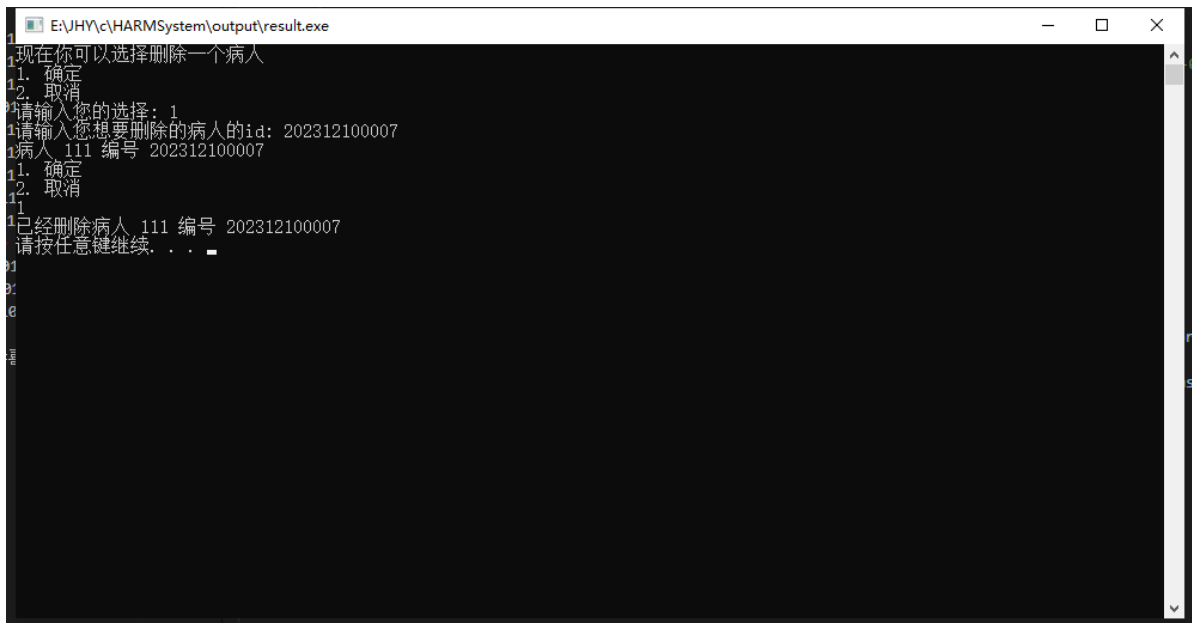 E:\JHY\c\HARMSystem\output\result.exe
现在你可以选择删除一个病人
1. 确定
2. 取消
请输入您的选择: 1
请输入您想要删除的病人的id: 202312100007
病人 111 编号 202312100007
1. 确定
2. 取消
1
已经删除病人 111 编号 202312100007
请按任意键继续. . .